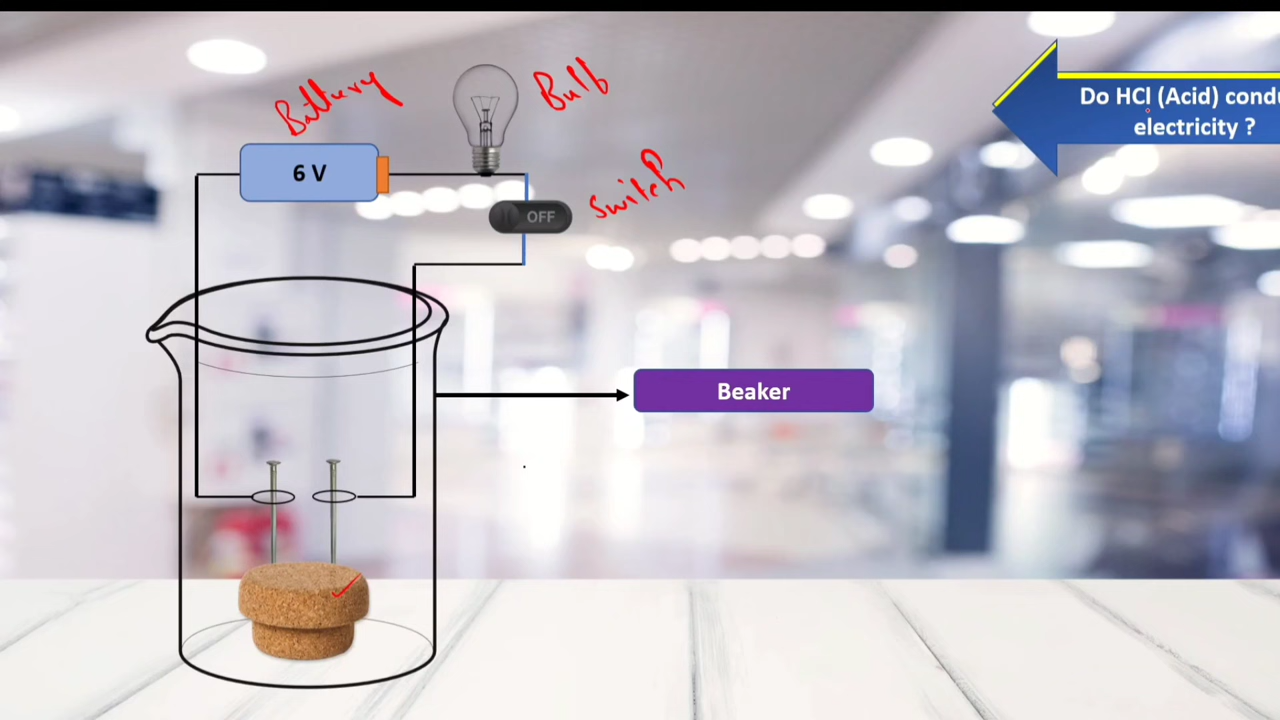 Battery
Bulb
Do HCl (Acid) condu
electricity ?
6 V
Switch
OFF
Beaker